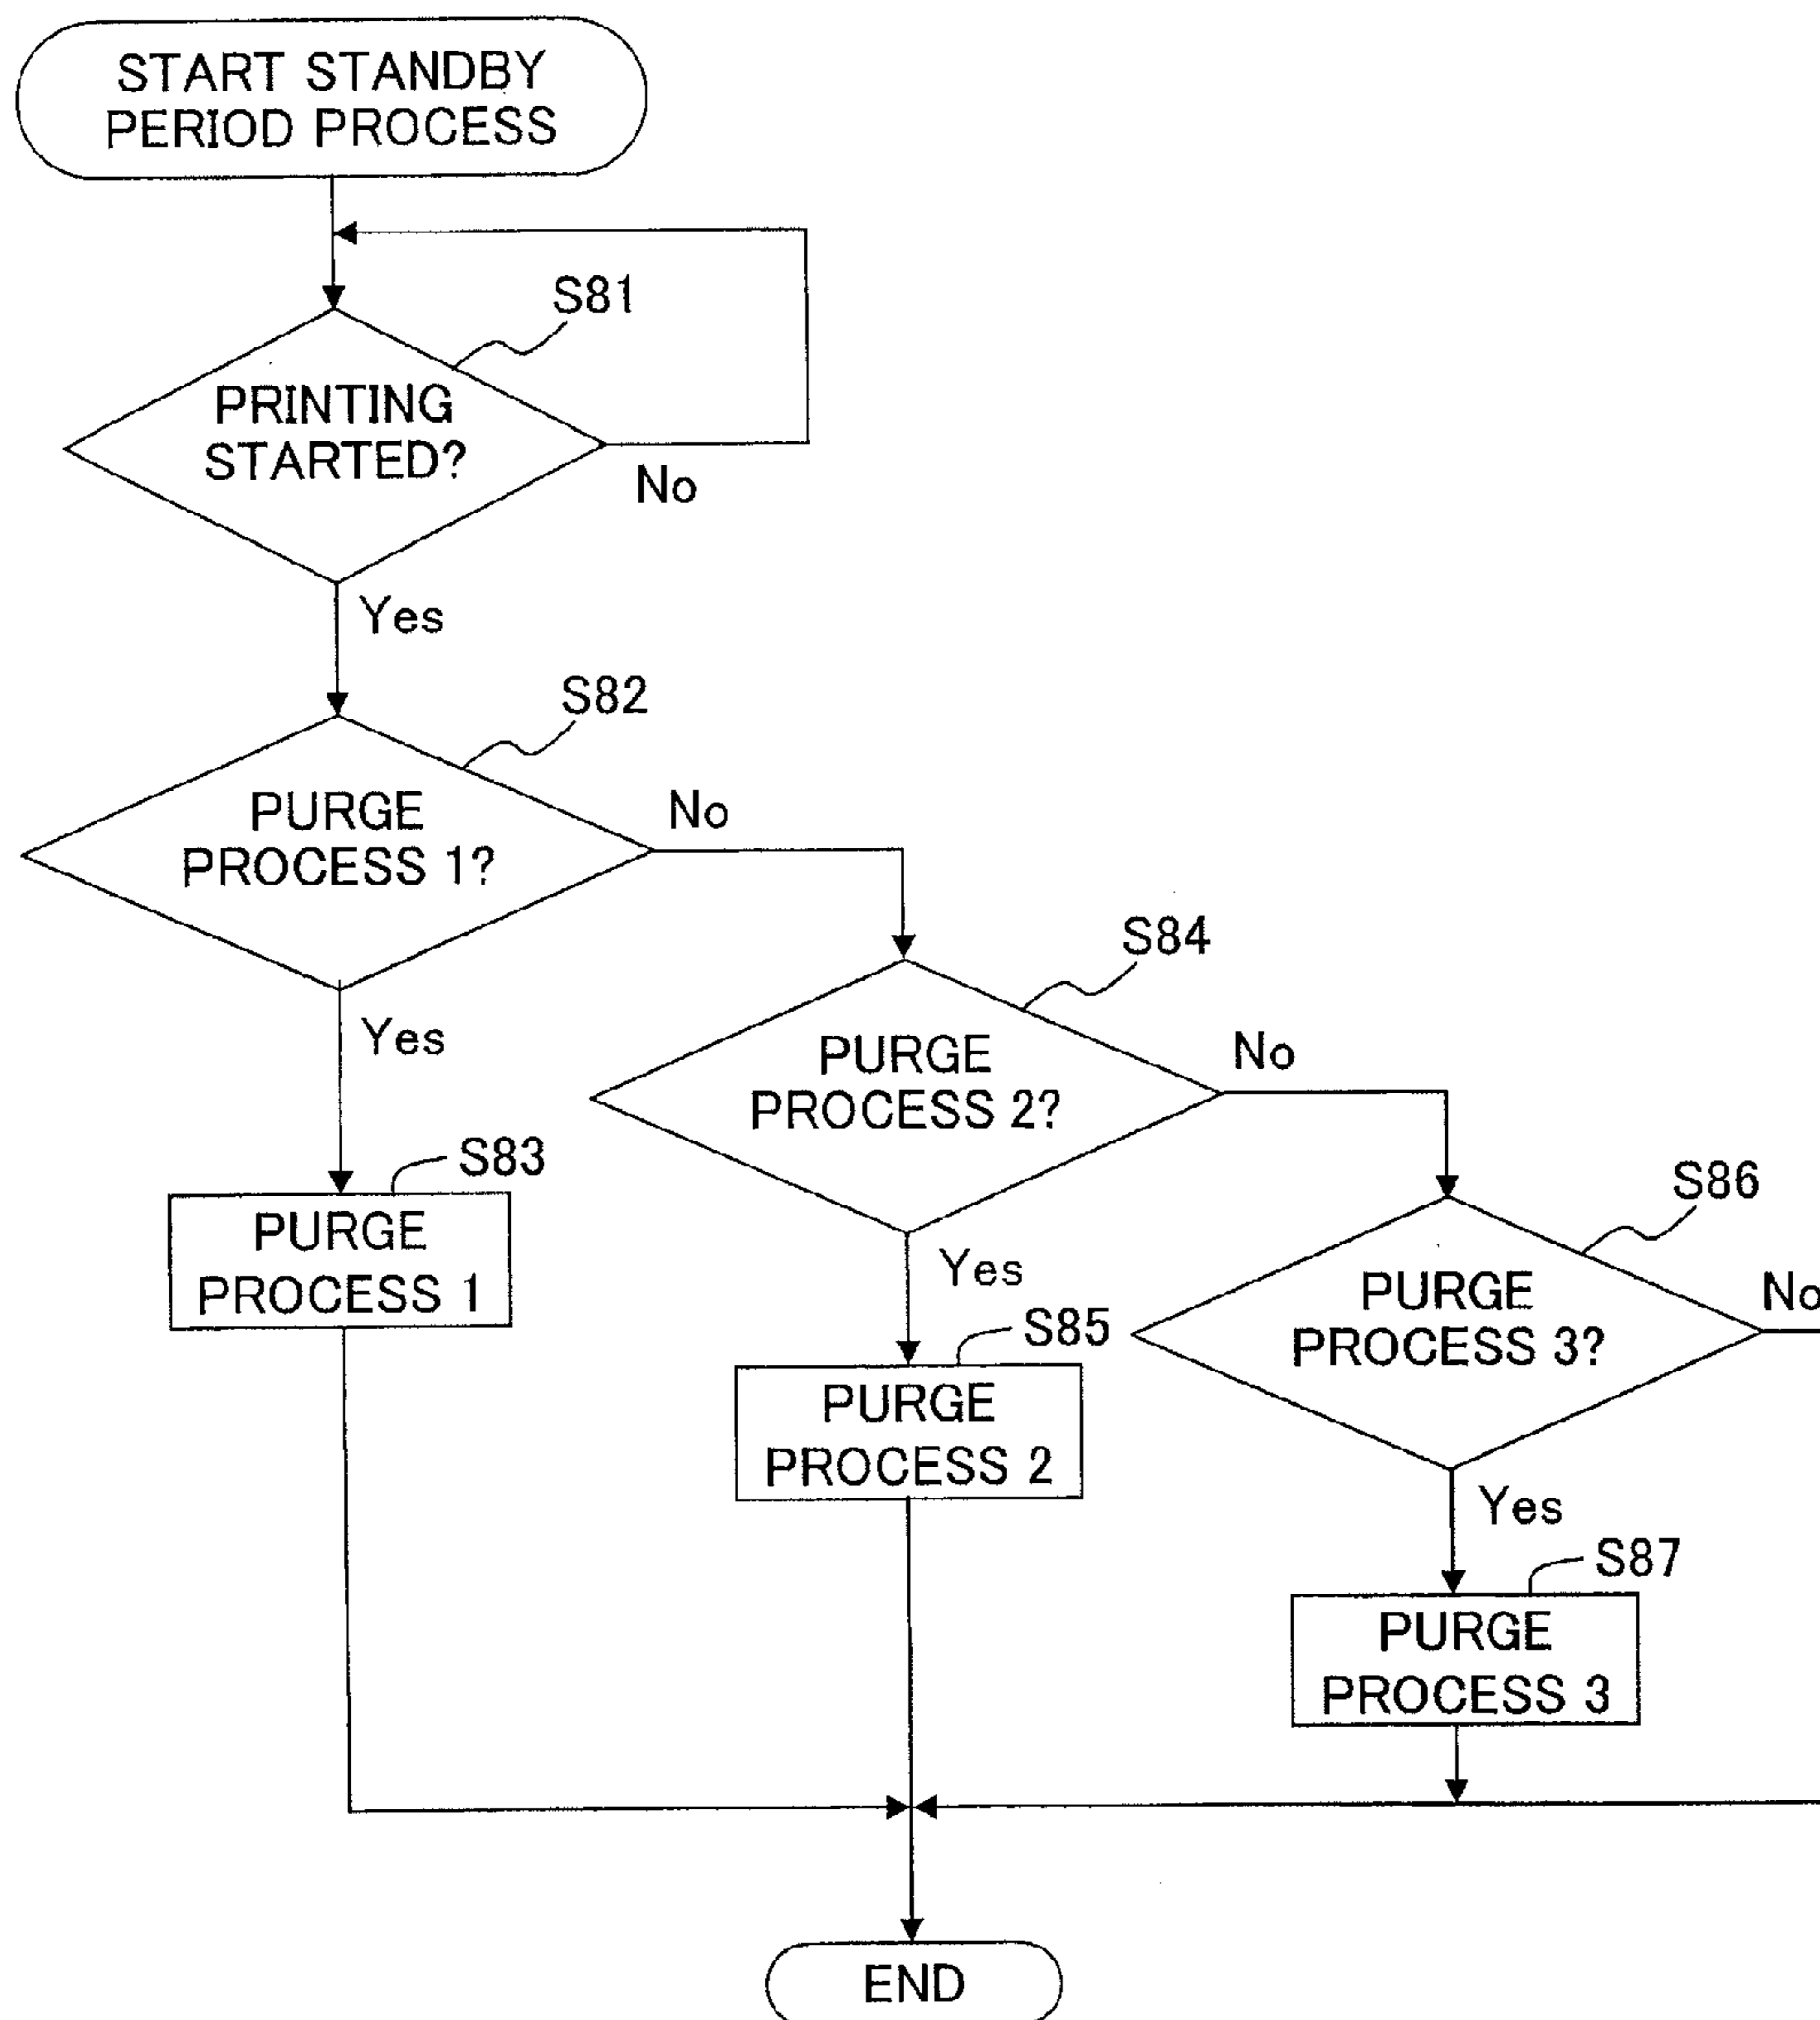 START STANDBY
PERIOD PROCESS
S81
PRINTING
STARTED?
No
Yes
S82
PURGE
PROCESS 1?
No
Yes
S84
PURGE
PROCESS 2?
No
Yes
S83
PURGE
PROCESS 1
S86
PURGE
PROCESS 3?
No
Yes
S85
PURGE
PROCESS 2
S87
PURGE
PROCESS 3
END